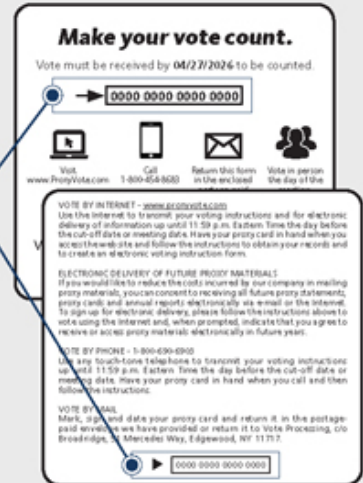 Make your vote count.
Vote must be received by 04/27/2026 to be counted.
0000 0000 0000 0000
Visit
www.ProxyVote.com
Call
1-800-454-8683
Return this form
in the enclosed
Vote in person
the day of the
V
VOTE BY INTERNET - www.proxyvote.com
Use the Internet to transmit your voting instructions and for electronic
delivery of information up until 11:59 p.m. Eastern Time the day before
the cut-off date or meeting date. Have your proxy card in hand when you
access the web site and follow the instructions to obtain your records and
to create an electronic voting instruction form.
ELECTRONIC DELIVERY OF FUTURE PROXY MATERIALS
If you would like to reduce the costs incurred by our company in mailing
proxy materials, you can consent to receiving all future proxy statements,
proxy cards and annual reports electronically via e-mail or the Internet.
To sign up for electronic delivery, please follow the instructions above to
vote using the Internet and, when prompted, indicate that you agree to
receive or access proxy materials electronically in future years.
VOTE BY PHONE - 1-800-690-6903
Use any touch-tone telephone to transmit your voting instructions
up until 11:59 p.m. Eastern Time the day before the cut-off date or
meeting date. Have your proxy card in hand when you call and then
follow the instructions.
VOTE BY MAIL
Mark, sign and date your proxy card and return it in the postage-
paid envelope we have provided or return it to Vote Processing, c/o
Broadridge, 51 Mercedes Way, Edgewood, NY 11717.
0000 0000 0000 0000